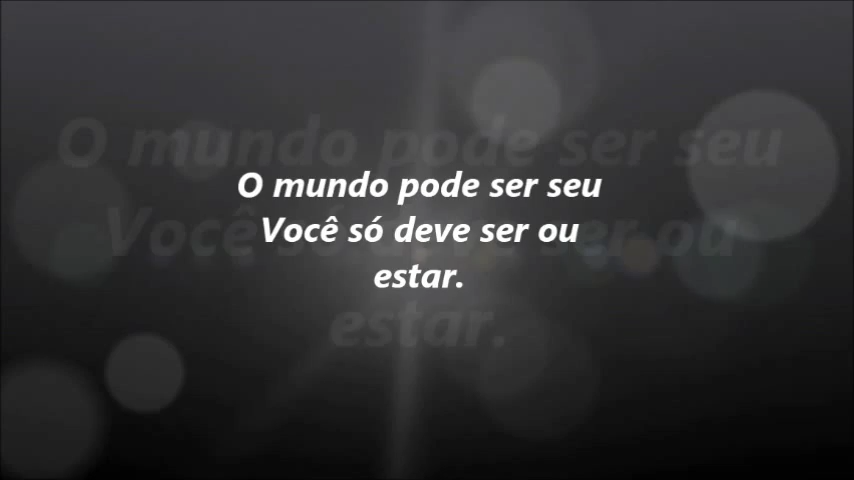 O mundo pode ser seu
Você só deve ser ou
estar.